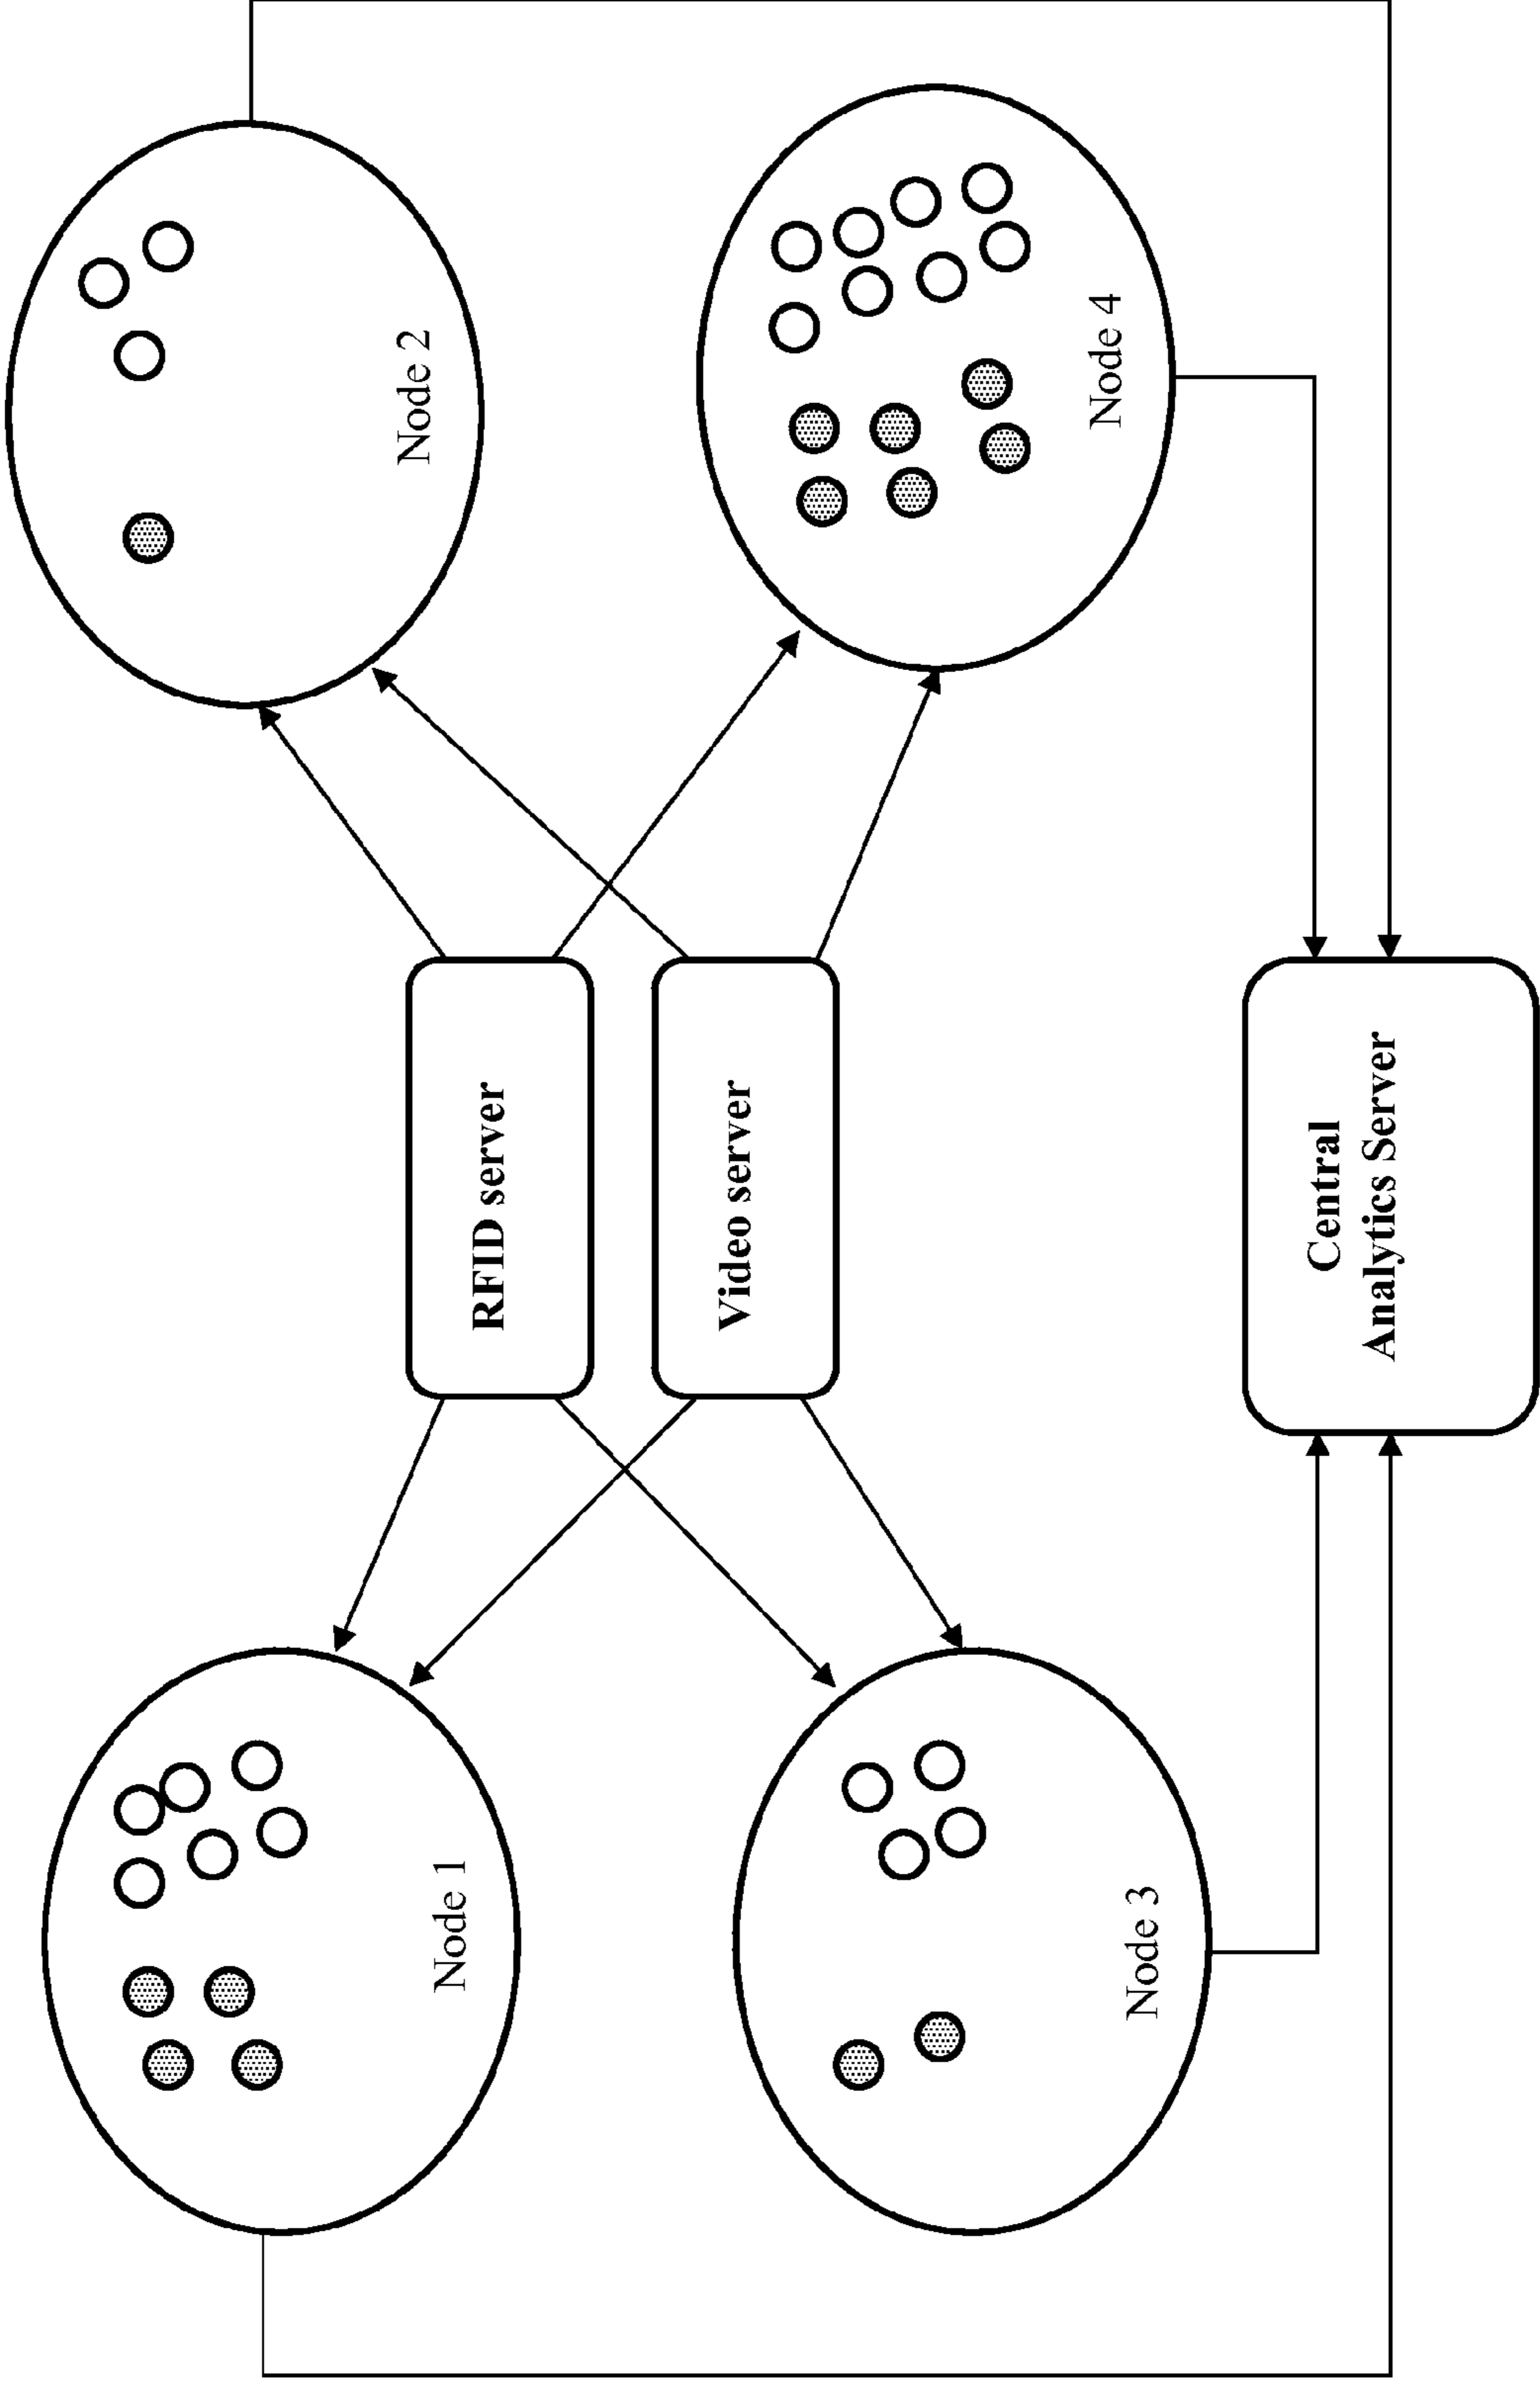 Node 1
Node 2
RFID server
Video server
Node 3
Node 4
Central
Analytics Server